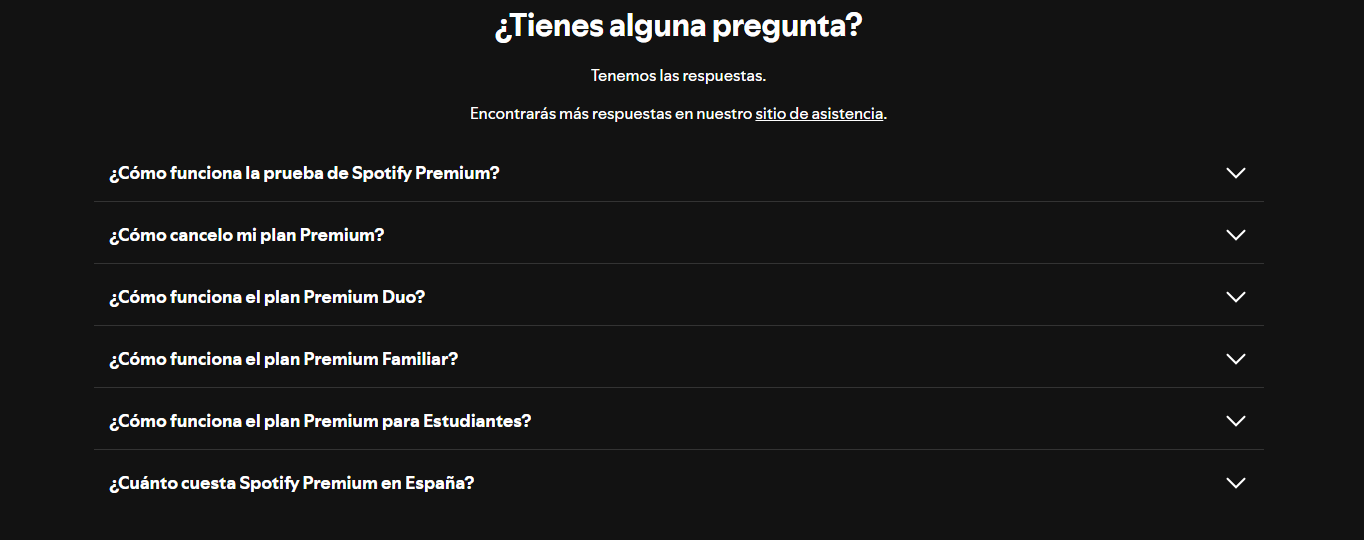 ¿Tienes alguna pregunta?
Tenemos las respuestas.
Encontrarás más respuestas en nuestro sitio de asistencia.
¿Cómo funciona la prueba de Spotify Premium?
¿Cómo cancelo mi plan Premium?
¿Cómo funciona el plan Premium Duo?
¿Cómo funciona el plan Premium Familiar?
¿Cómo funciona el plan Premium para Estudiantes?
¿Cuánto cuesta Spotify Premium en España?